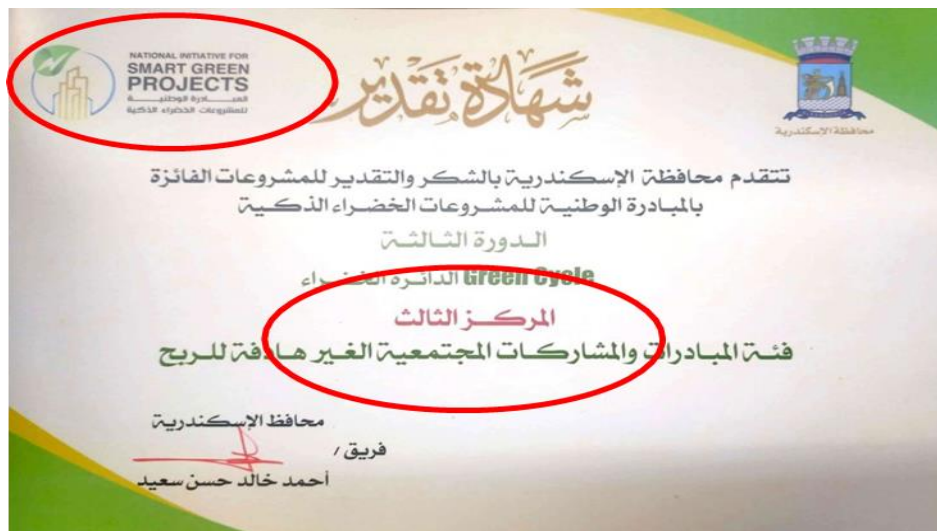 NATIONAL INITIATIVE FOR
SMART GREEN
PROJECTS
المبــادرة الوطنيــــة
للمشروعات الخضراء الذكية
شهادة تقدير
محافظة الإسكندرية
تتقدم محافظة الإسكندرية بالشكر والتقدير للمشروعات الفائزة
بالمبادرة الوطنية للمشروعات الخضراء الذكية
الدورة الثالثة
Green Cycle الدائرة الخضراء
المركز الثالث
فئة المبادرات والمشاركات المجتمعية الغير هادفة للربح
محافظ الإسكندرية
فريق /
أحمد خالد حسن سعيد